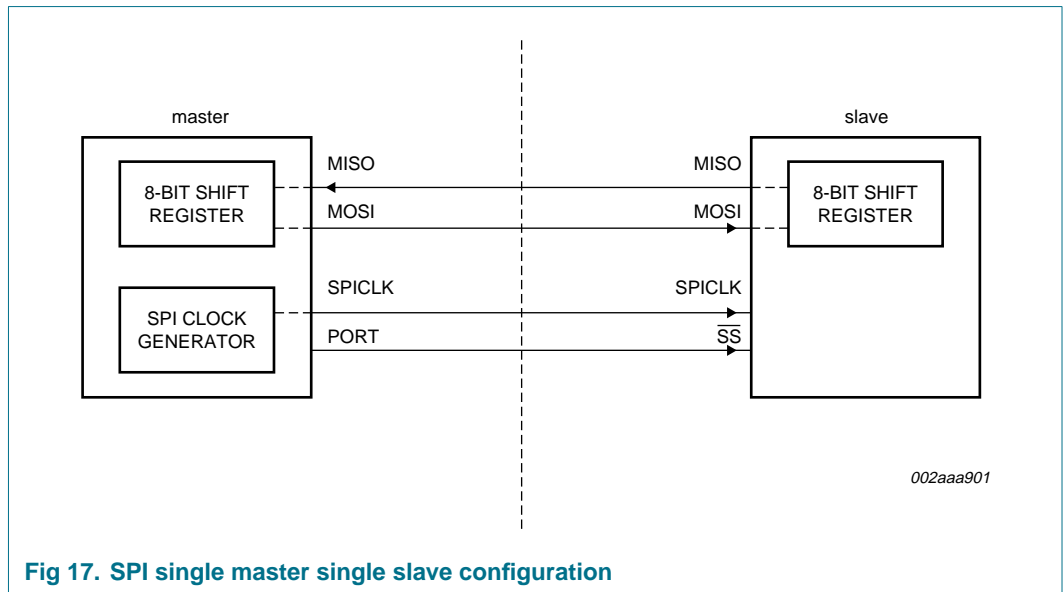 master
slave
8-BIT SHIFT
REGISTER
MISO
MISO
MOSI
MOSI
8-BIT SHIFT
REGISTER
SPI CLOCK
GENERATOR
SPICLK
SPICLK
PORT
S̅S̅
002aaa901
Fig 17. SPI single master single slave configuration